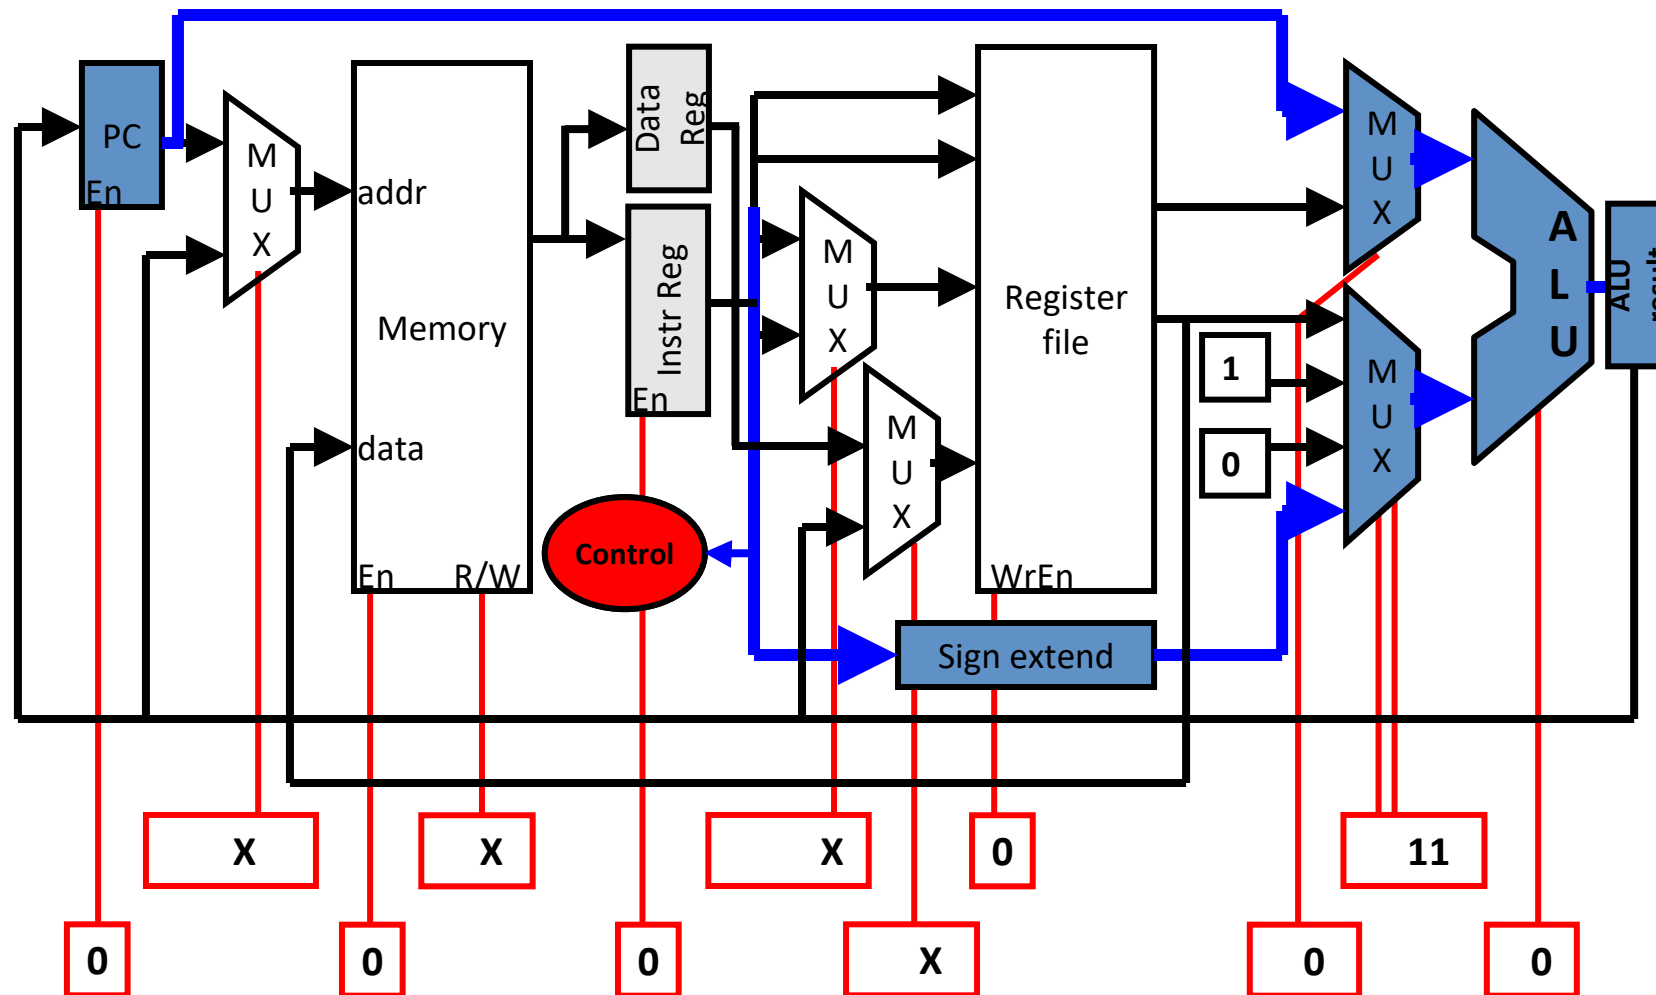 PC
En
M
U
X
addr
Memory
data
En
R/W
Data
Reg
Instr Reg
En
Control
M
U
X
M
U
X
Register
file
WrEn
Sign extend
1
0
M
U
X
M
U
X
A
L
U
ALU
result
X
X
X
0
11
0
0
0
X
0
0